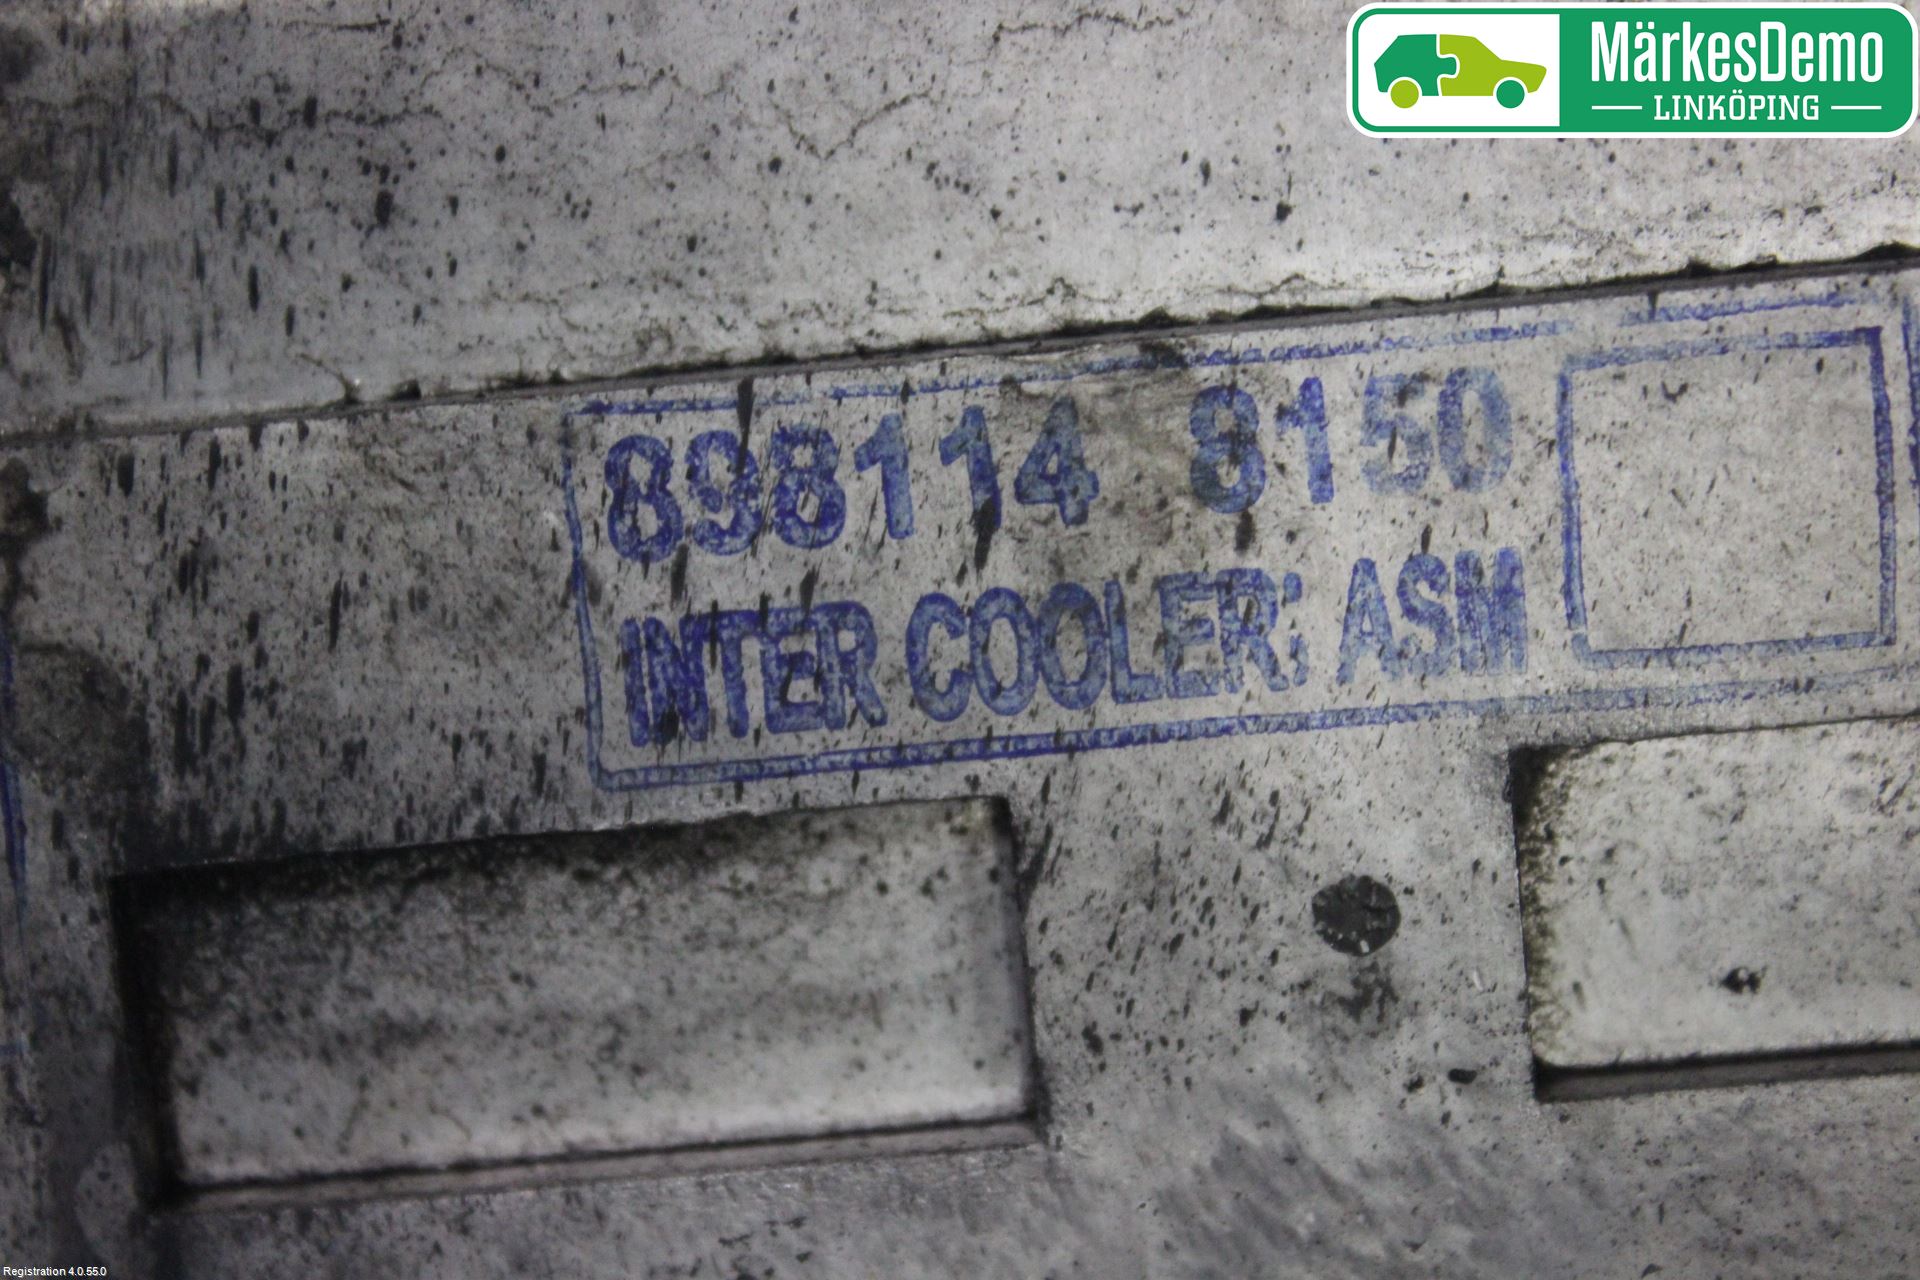 MärkesDemo
LINKÖPING
898114 8150
INTER COOLER; ASM
Registration 4.0.55.0